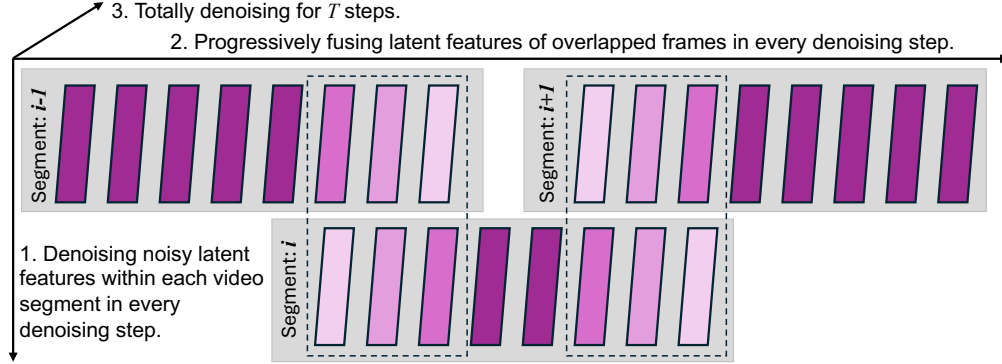 3. Totally denoising for T steps.
2. Progressively fusing latent features of overlapped frames in every denoising step.
Segment: i-1
Segment: i+1
1. Denoising noisy latent
features within each video
segment in every
denoising step.
Segment: i